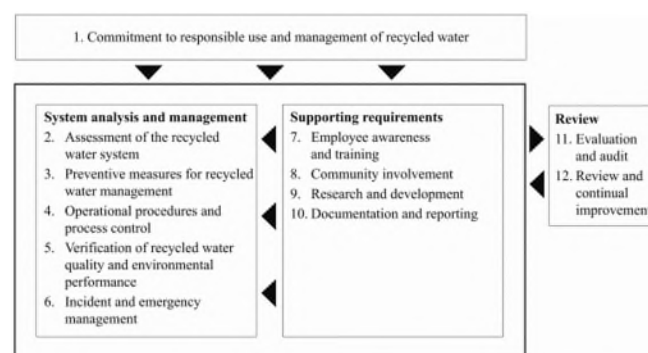 1. Commitment to responsible use and management of recycled water
System analysis and management
2. Assessment of the recycled
water system
3. Preventive measures for recycled
water management
4. Operational procedures and
process control
5. Verification of recycled water
quality and environmental
performance
6. Incident and emergency
management
Supporting requirements
7. Employee awareness
and training
8. Community involvement
9. Research and development
10. Documentation and reporting
Review
11. Evaluation
and audit
12. Review and
continual
improvement